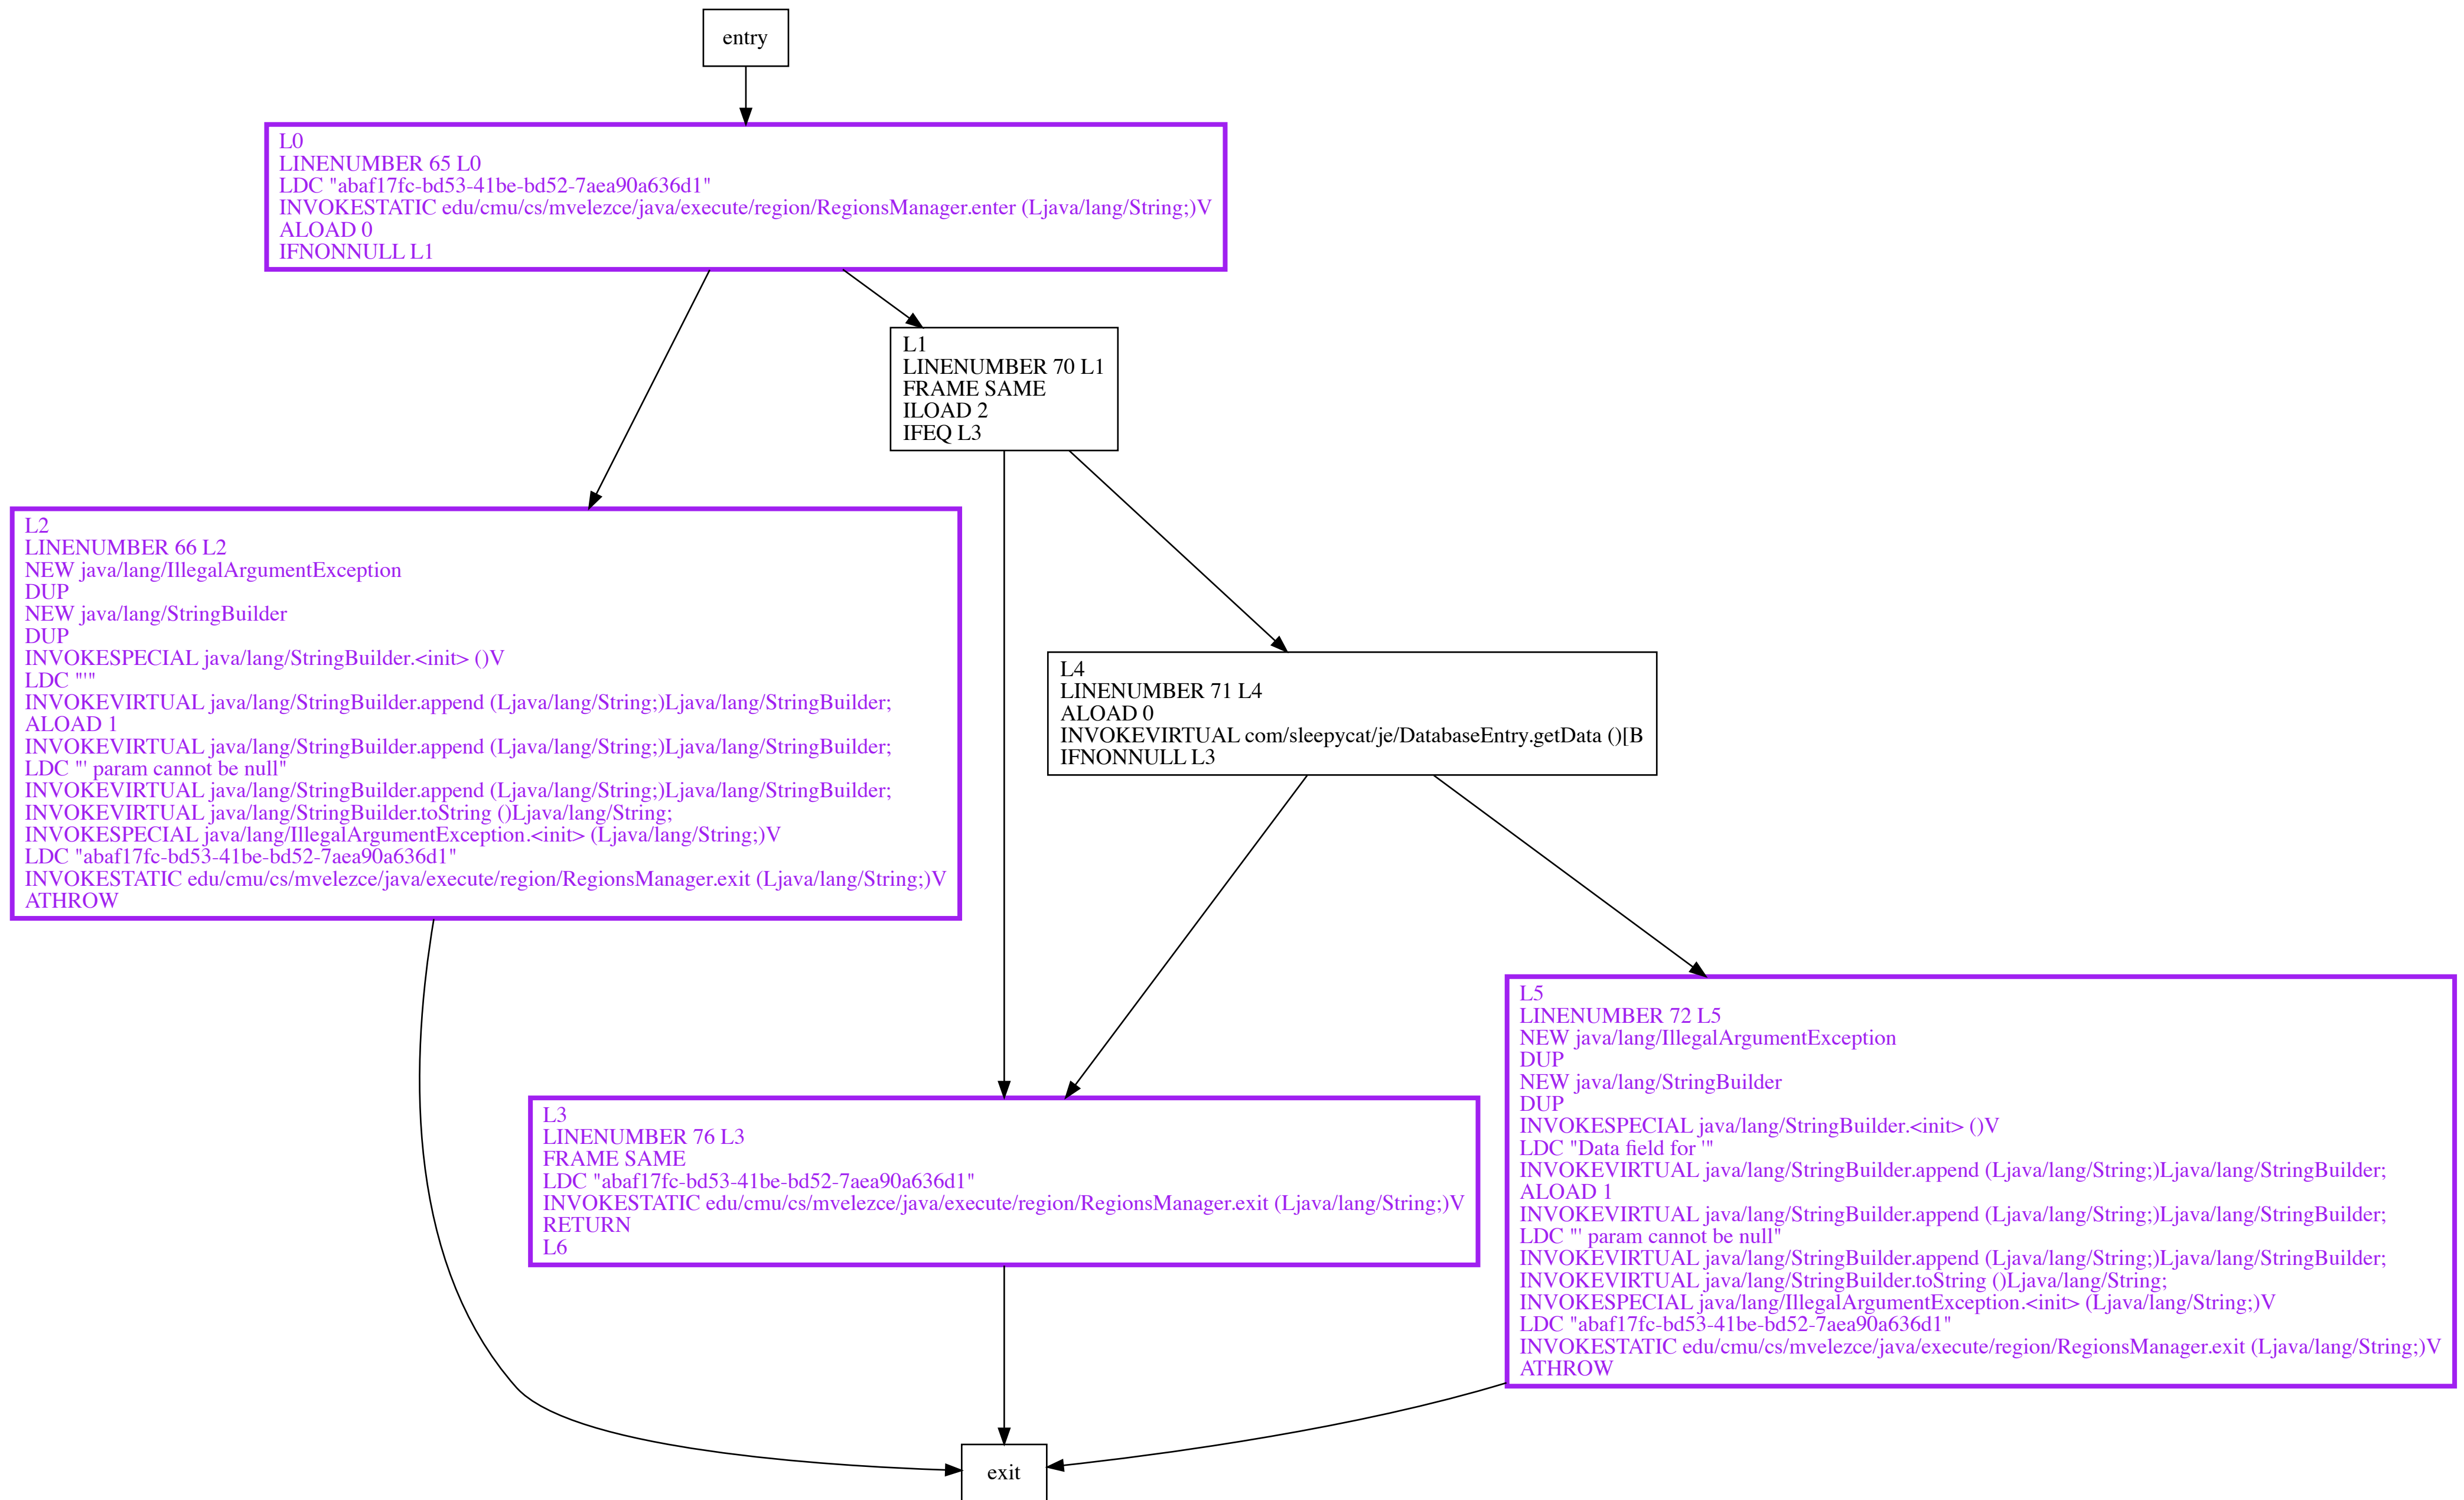 entry
L0
LINENUMBER 65 L0
LDC "abaf17fc-bd53-41be-bd52-7aea90a636d1"
INVOKESTATIC edu/cmu/cs/mvelezce/java/execute/region/RegionsManager.enter (Ljava/lang/String;)V
ALOAD 0
IFNONNULL L1
L1
LINENUMBER 70 L1
FRAME SAME
ILOAD 2
IFEQ L3
L2
LINENUMBER 66 L2
NEW java/lang/IllegalArgumentException
DUP
NEW java/lang/StringBuilder
DUP
INVOKESPECIAL java/lang/StringBuilder.<init> ()V
LDC "'"
INVOKEVIRTUAL java/lang/StringBuilder.append (Ljava/lang/String;)Ljava/lang/StringBuilder;
ALOAD 1
INVOKEVIRTUAL java/lang/StringBuilder.append (Ljava/lang/String;)Ljava/lang/StringBuilder;
LDC "' param cannot be null"
INVOKEVIRTUAL java/lang/StringBuilder.append (Ljava/lang/String;)Ljava/lang/StringBuilder;
INVOKEVIRTUAL java/lang/StringBuilder.toString ()Ljava/lang/String;
INVOKESPECIAL java/lang/IllegalArgumentException.<init> (Ljava/lang/String;)V
LDC "abaf17fc-bd53-41be-bd52-7aea90a636d1"
INVOKESTATIC edu/cmu/cs/mvelezce/java/execute/region/RegionsManager.exit (Ljava/lang/String;)V
ATHROW
L4
LINENUMBER 71 L4
ALOAD 0
INVOKEVIRTUAL com/sleepycat/je/DatabaseEntry.getData ()[B
IFNONNULL L3
L5
LINENUMBER 72 L5
NEW java/lang/IllegalArgumentException
DUP
NEW java/lang/StringBuilder
DUP
INVOKESPECIAL java/lang/StringBuilder.<init> ()V
LDC "Data field for '"
INVOKEVIRTUAL java/lang/StringBuilder.append (Ljava/lang/String;)Ljava/lang/StringBuilder;
ALOAD 1
INVOKEVIRTUAL java/lang/StringBuilder.append (Ljava/lang/String;)Ljava/lang/StringBuilder;
LDC "' param cannot be null"
INVOKEVIRTUAL java/lang/StringBuilder.append (Ljava/lang/String;)Ljava/lang/StringBuilder;
INVOKEVIRTUAL java/lang/StringBuilder.toString ()Ljava/lang/String;
INVOKESPECIAL java/lang/IllegalArgumentException.<init> (Ljava/lang/String;)V
LDC "abaf17fc-bd53-41be-bd52-7aea90a636d1"
INVOKESTATIC edu/cmu/cs/mvelezce/java/execute/region/RegionsManager.exit (Ljava/lang/String;)V
ATHROW
L3
LINENUMBER 76 L3
FRAME SAME
LDC "abaf17fc-bd53-41be-bd52-7aea90a636d1"
INVOKESTATIC edu/cmu/cs/mvelezce/java/execute/region/RegionsManager.exit (Ljava/lang/String;)V
RETURN
L6
exit